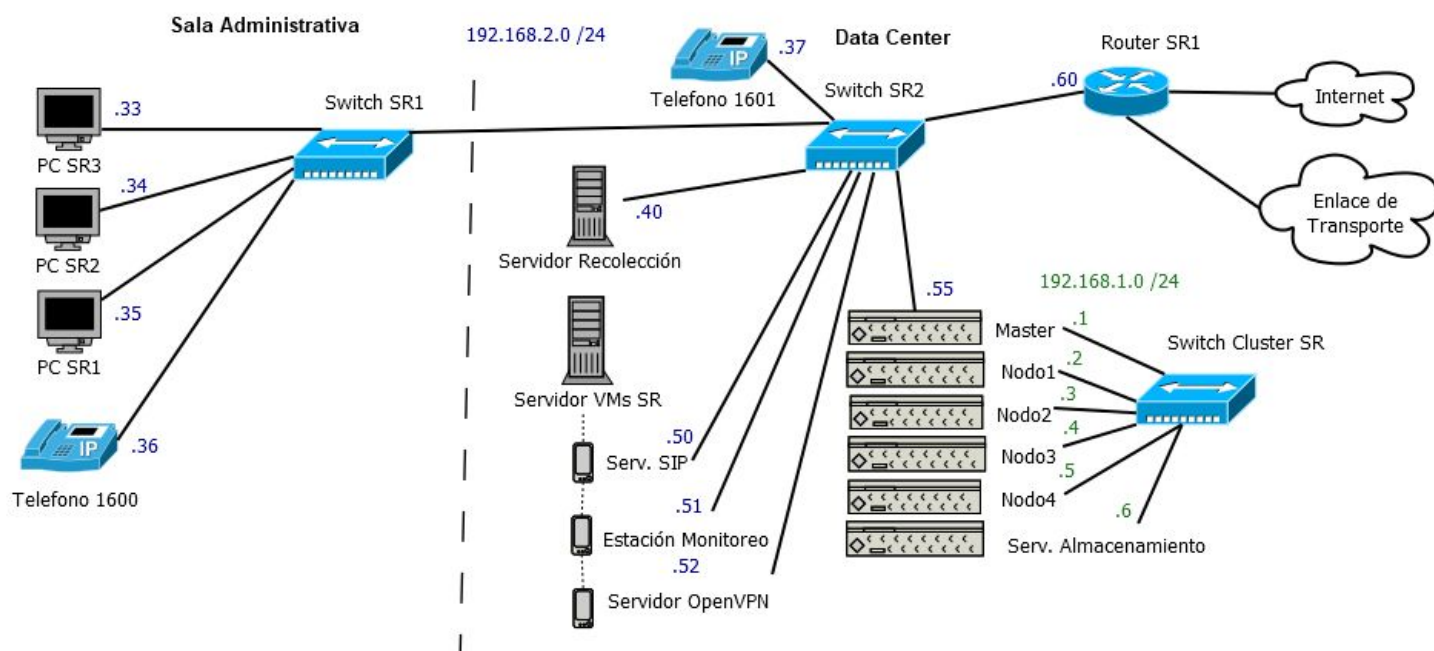 Sala Administrativa
192.168.2.0 /24
Data Center
.37
IP
Telefono 1601
Switch SR2
Router SR1
.60
Internet
Enlace de
Transporte
Switch SR1
.33
PC SR3
.34
PC SR2
.35
PC SR1
IP
.36
Telefono 1600
.40
Servidor Recolección
Servidor VMs SR
.50
Serv. SIP
.51
Estación Monitoreo
.52
Servidor OpenVPN
.55
192.168.1.0 /24
Master
.1
Switch Cluster SR
Nodo1
.2
Nodo2
.3
Nodo3
.4
Nodo4
.5
.6
Serv. Almacenamiento